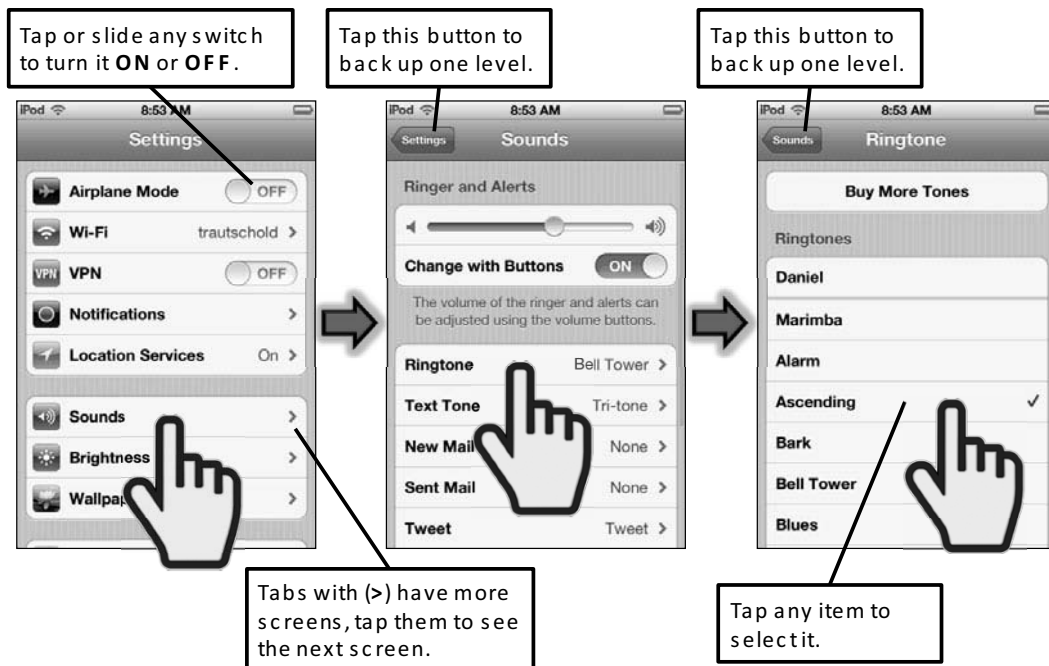 Tap or slide any switch
to turn it ON or OFF.
Tap this button to
back up one level.
Tap this button to
back up one level.
iPod 8:53 AM
Settings
Airplane Mode OFF
Wi-Fi trautschold >
VPN VPN OFF
Notifications >
Location Services On >
Sounds >
Brightness >
Wallpap >
iPod 8:53 AM
Settings Sounds
Ringer and Alerts
Change with Buttons ON
The volume of the ringer and alerts can
be adjusted using the volume buttons.
Ringtone Bell Tower >
Text Tone Tri-tone >
New Mail None >
Sent Mail None >
Tweet Tweet >
iPod 8:53 AM
Sounds Ringtone
Buy More Tones
Ringtones
Daniel
Marimba
Alarm
Ascending ✓
Bark
Bell Tower
Blues
Tabs with (>) have more
screens, tap them to see
the next screen.
Tap any item to
select it.